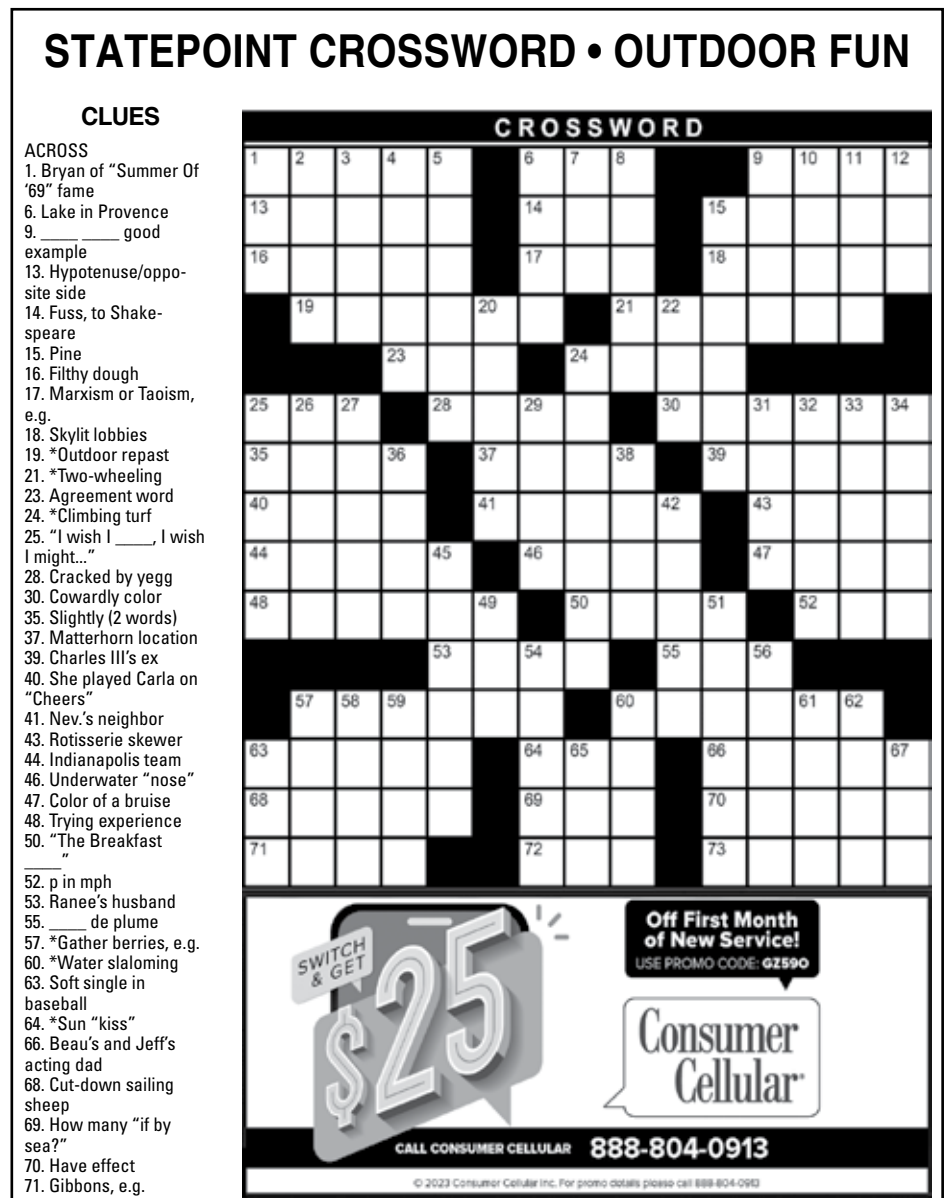 STATEPOINT CROSSWORD • OUTDOOR FUN
CLUES
ACROSS
1. Bryan of “Summer Of
‘69” fame
6. Lake in Provence
9. ____ ____ good
example
13. Hypotenuse/oppo-
site side
14. Fuss, to Shake-
speare
15. Pine
16. Filthy dough
17. Marxism or Taoism,
e.g.
18. Skylit lobbies
19. *Outdoor repast
21. *Two-wheeling
23. Agreement word
24. *Climbing turf
25. “I wish I ____, I wish
I might...”
28. Cracked by yegg
30. Cowardly color
35. Slightly (2 words)
37. Matterhorn location
39. Charles III’s ex
40. She played Carla on
“Cheers”
41. Nev.’s neighbor
43. Rotisserie skewer
44. Indianapolis team
46. Underwater “nose”
47. Color of a bruise
48. Trying experience
50. “The Breakfast
____”
52. p in mph
53. Ranee’s husband
55. ____ de plume
57. *Gather berries, e.g.
60. *Water slaloming
63. Soft single in
baseball
64. *Sun “kiss”
66. Beau’s and Jeff’s
acting dad
68. Cut-down sailing
sheep
69. How many “if by
sea?”
70. Have effect
71. Gibbons, e.g.
CROSSWORD
1 2 3 4 5 6 7 8 9 10 11 12
13 14 15
16 17 18
19 20 21 22
23 24
25 26 27 28 29 30 31 32 33 34
35 36 37 38 39
40 41 42 43
44 45 46 47
48 49 50 51 52
53 54 55 56
57 58 59 60 61 62
63 64 65 66 67
68 69 70
71 72 73
SWITCH
& GET
$25
Off First Month
of New Service!
USE PROMO CODE: GZ590
Consumer
Cellular
CALL CONSUMER CELLULAR 888-804-0913
© 2023 Consumer Cellular Inc. For promo details please call 888-804-0913